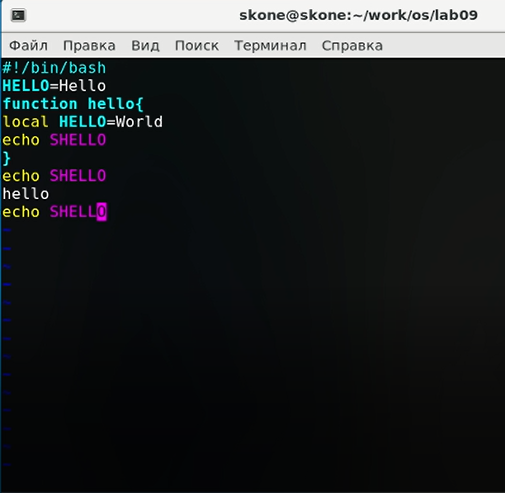 skone@skone:~/work/os/lab09
Файл Правка Вид Поиск Терминал Справка
#!/bin/bash
HELLO=Hello
function hello{
local HELLO=World
echo SHELLO
}
echo SHELLO
hello
echo SHELLO
~
~
~
~
~
~
~
~
~
~
~
~
~
~